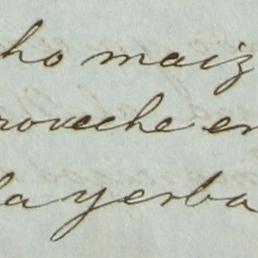 ho maiz
roveche en
la yerba